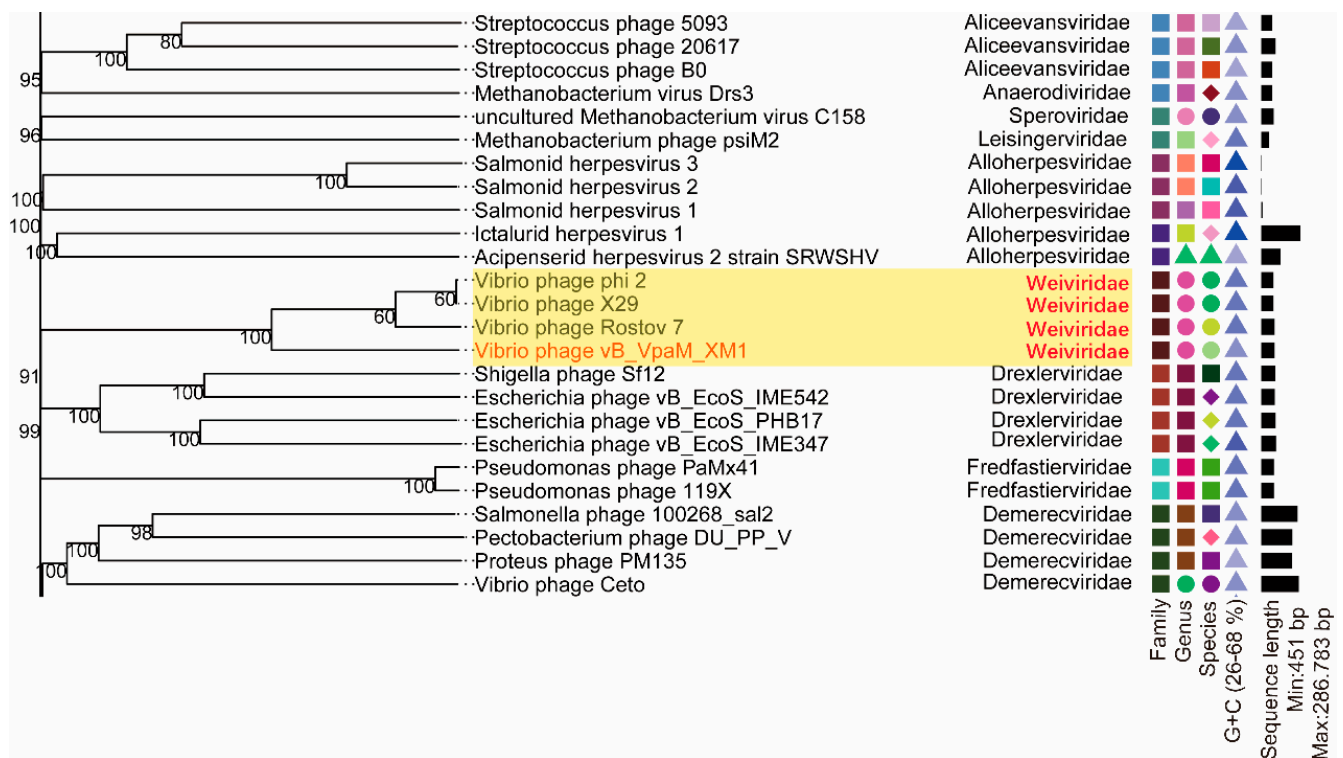 Streptococcus phage 5093 Aliceevansviridae
80
Streptococcus phage 20617 Aliceevansviridae
100
Streptococcus phage B0 Aliceevansviridae
95
Methanobacterium virus Drs3 Anaerodiviridae
uncultured Methanobacterium virus C158 Speroviridae
96
Methanobacterium phage psiM2 Leisingerviridae
Salmonid herpesvirus 3 Alloherpesviridae
100
Salmonid herpesvirus 2 Alloherpesviridae
100
Salmonid herpesvirus 1 Alloherpesviridae
100
Ictalurid herpesvirus 1 Alloherpesviridae
100
Acipenserid herpesvirus 2 strain SRWSHV Alloherpesviridae
Vibrio phage phi 2 Weiviridae
60
Vibrio phage X29 Weiviridae
60
Vibrio phage Rostov 7 Weiviridae
100
Vibrio phage vB_VpaM_XM1 Weiviridae
91
Shigella phage Sf12 Drexlerviridae
100
Escherichia phage vB_EcoS_IME542 Drexlerviridae
100
Escherichia phage vB_EcoS_PHB17 Drexlerviridae
99
100
Escherichia phage vB_EcoS_IME347 Drexlerviridae
Pseudomonas phage PaMx41 Fredfastierviridae
100
Pseudomonas phage 119X Fredfastierviridae
Salmonella phage 100268_sal2 Demerecviridae
98
Pectobacterium phage DU_PP_V Demerecviridae
100
Proteus phage PM135 Demerecviridae
100
Vibrio phage Ceto Demerecviridae
Family
Genus
Species
G+C (26-68 %)
Sequence length
Min:451 bp
Max:286.783 bp